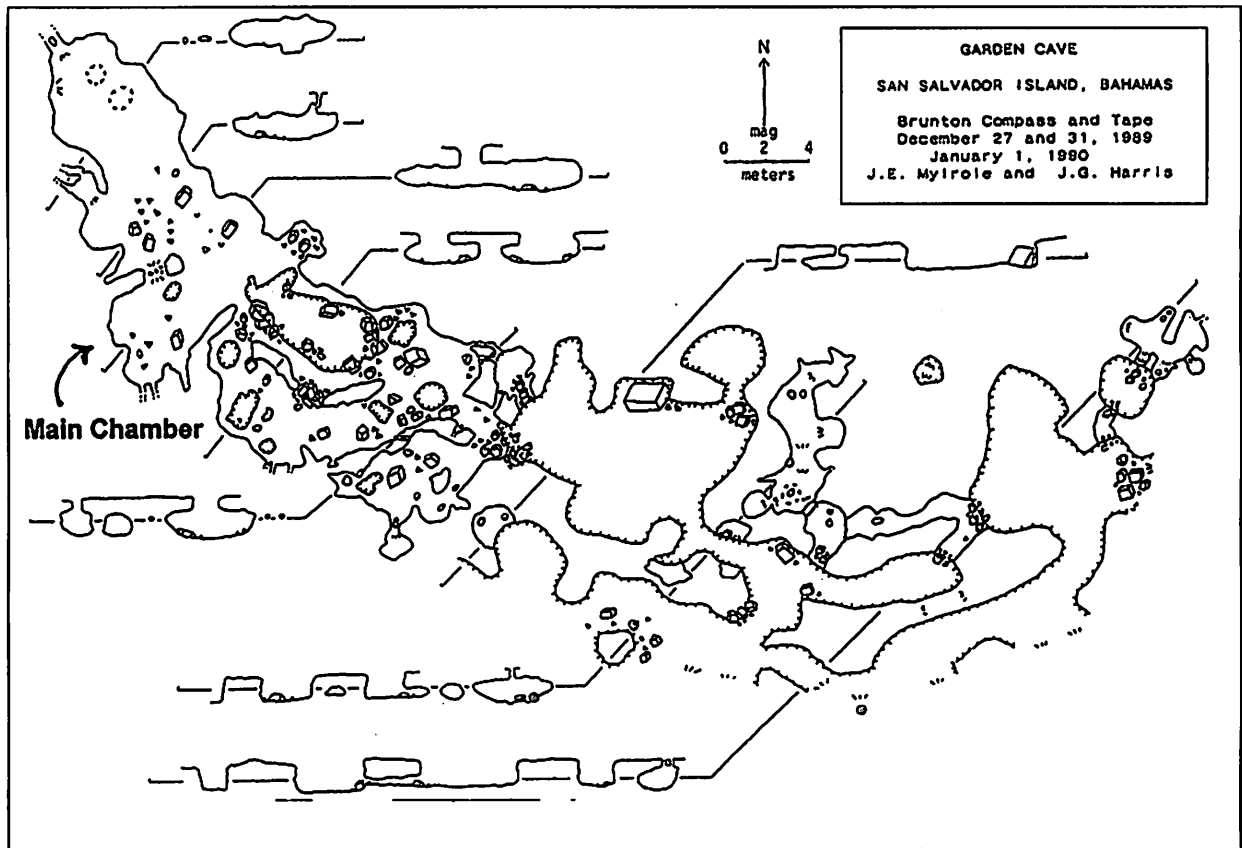 GARDEN CAVE
SAN SALVADOR ISLAND, BAHAMAS
Brunton Compass and Tape
December 27 and 31, 1989
January 1, 1990
J.E. Mylroie and J.G. Harris
N
mag
0 2 4
meters
Main Chamber